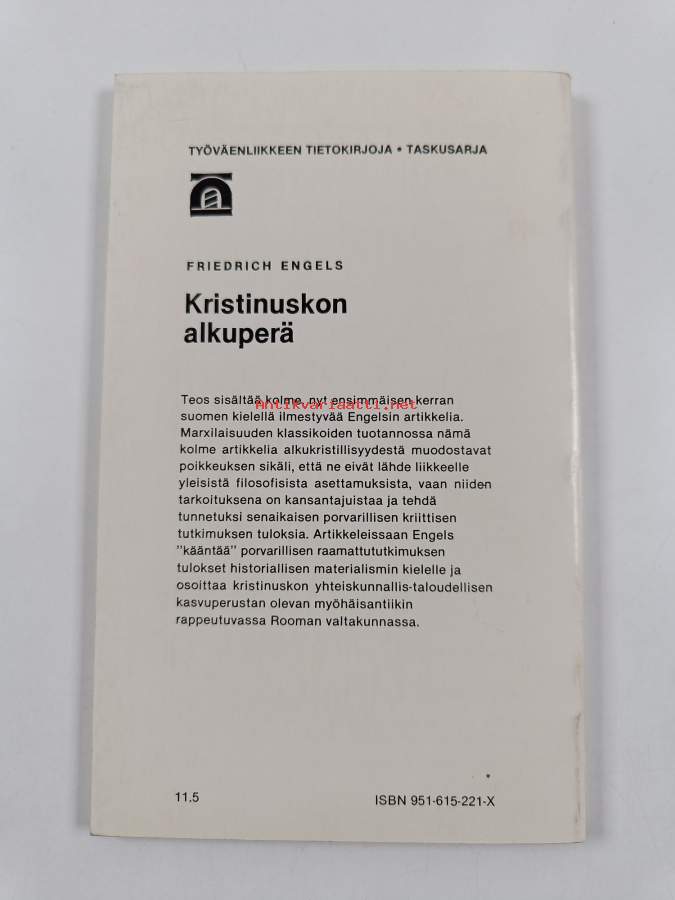 TYÖVÄENLIIKKEEN TIETOKIRJOJA • TASKUSARJA
FRIEDRICH ENGELS
Kristinuskon
alkuperä
Teos sisältää kolme, nyt ensimmäisen kerran
Antikvariaatti.net
suomen kielellä ilmestyvää Engelsin artikkelia.
Marxilaisuuden klassikoiden tuotannossa nämä
kolme artikkelia alkukristillisyydestä muodostavat
poikkeuksen sikäli, että ne eivät lähde liikkeelle
yleisistä filosofisista asettamuksista, vaan niiden
tarkoituksena on kansantajuistaa ja tehdä
tunnetuksi senaikaisen porvarillisen kriittisen
tutkimuksen tuloksia. Artikkeleissaan Engels
"kääntää" porvarillisen raamattututkimuksen
tulokset historiallisen materialismin kielelle ja
osoittaa kristinuskon yhteiskunnallis-taloudellisen
kasvuperustan olevan myöhäisantiikin
rappeutuvassa Rooman valtakunnassa.
11.5
ISBN 951-615-221-X